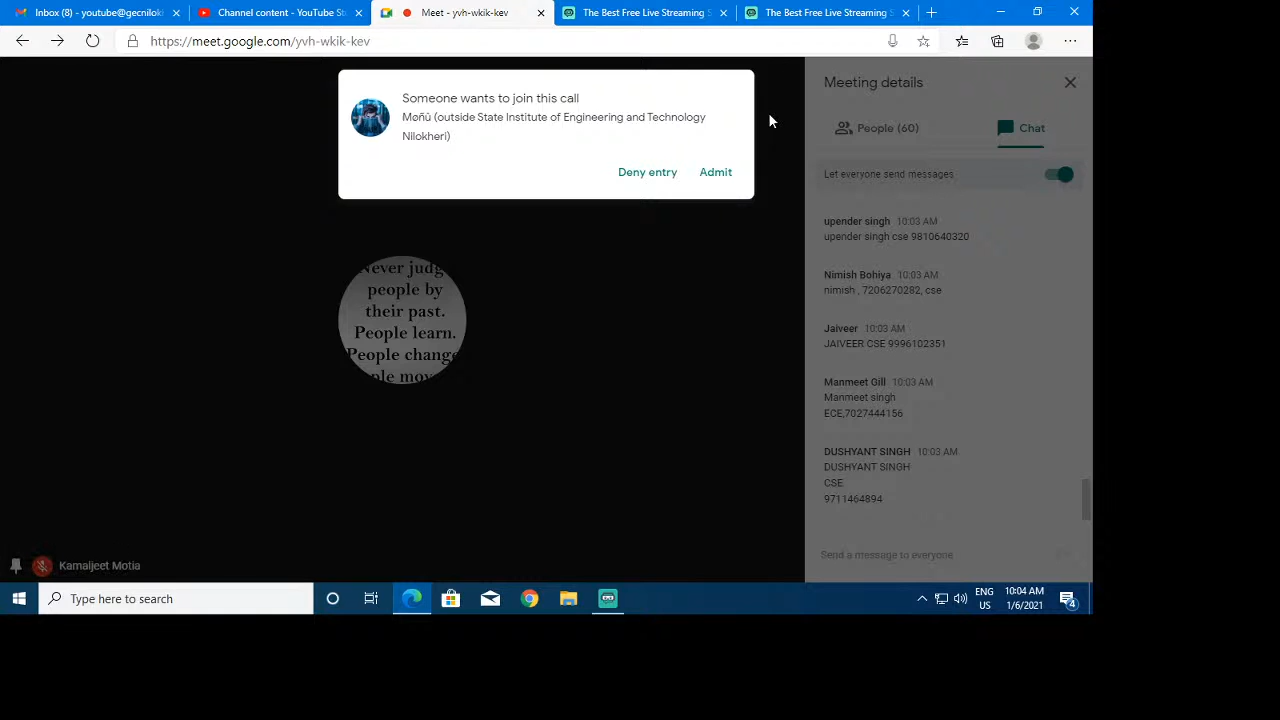 Inbox (8) - youtube@gecnilokl
Channel content - YouTube St
Meet - yvh-wkik-kev
The Best Free Live Streaming S
The Best Free Live Streaming S
https://meet.google.com/yvh-wkik-kev
Someone wants to join this call
Møñû (outside State Institute of Engineering and Technology
Nilokheri)
Deny entry
Admit
Never judg
people by
their past.
People learn.
People change
ple mov
Kamaljeet Motia
Meeting details
People (60)
Chat
Let everyone send messages
upender singh 10:03 AM
upender singh cse 9810640320
Nimish Bohiya 10:03 AM
nimish , 7206270282, cse
Jaiveer 10:03 AM
JAIVEER CSE 9996102351
Manmeet Gill 10:03 AM
Manmeet singh
ECE,7027444156
DUSHYANT SINGH 10:03 AM
DUSHYANT SINGH
CSE
9711464894
Send a message to everyone
Type here to search
ENG
US
10:04 AM
1/6/2021
4